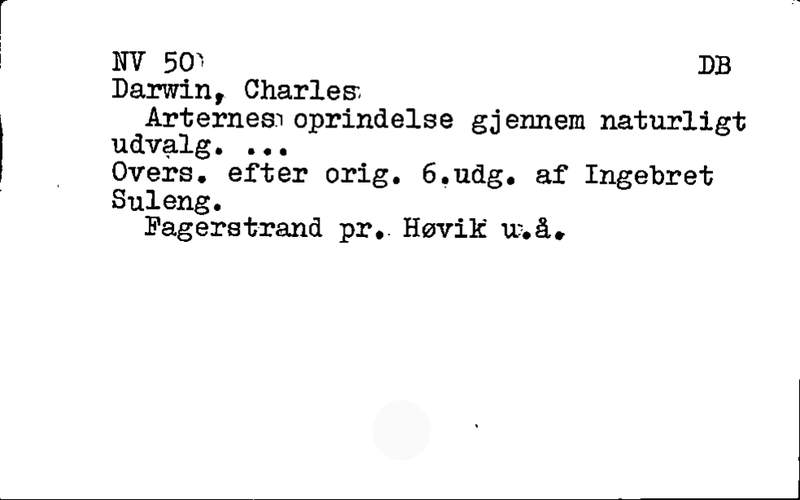 NV 50
DB
Darwin, Charles
Arternes oprindelse gjennem naturligt
udvalg. ...
Overs. efter orig. 6.udg. af Ingebret
Suleng.
Fagerstrand pr. Høvik u.å.